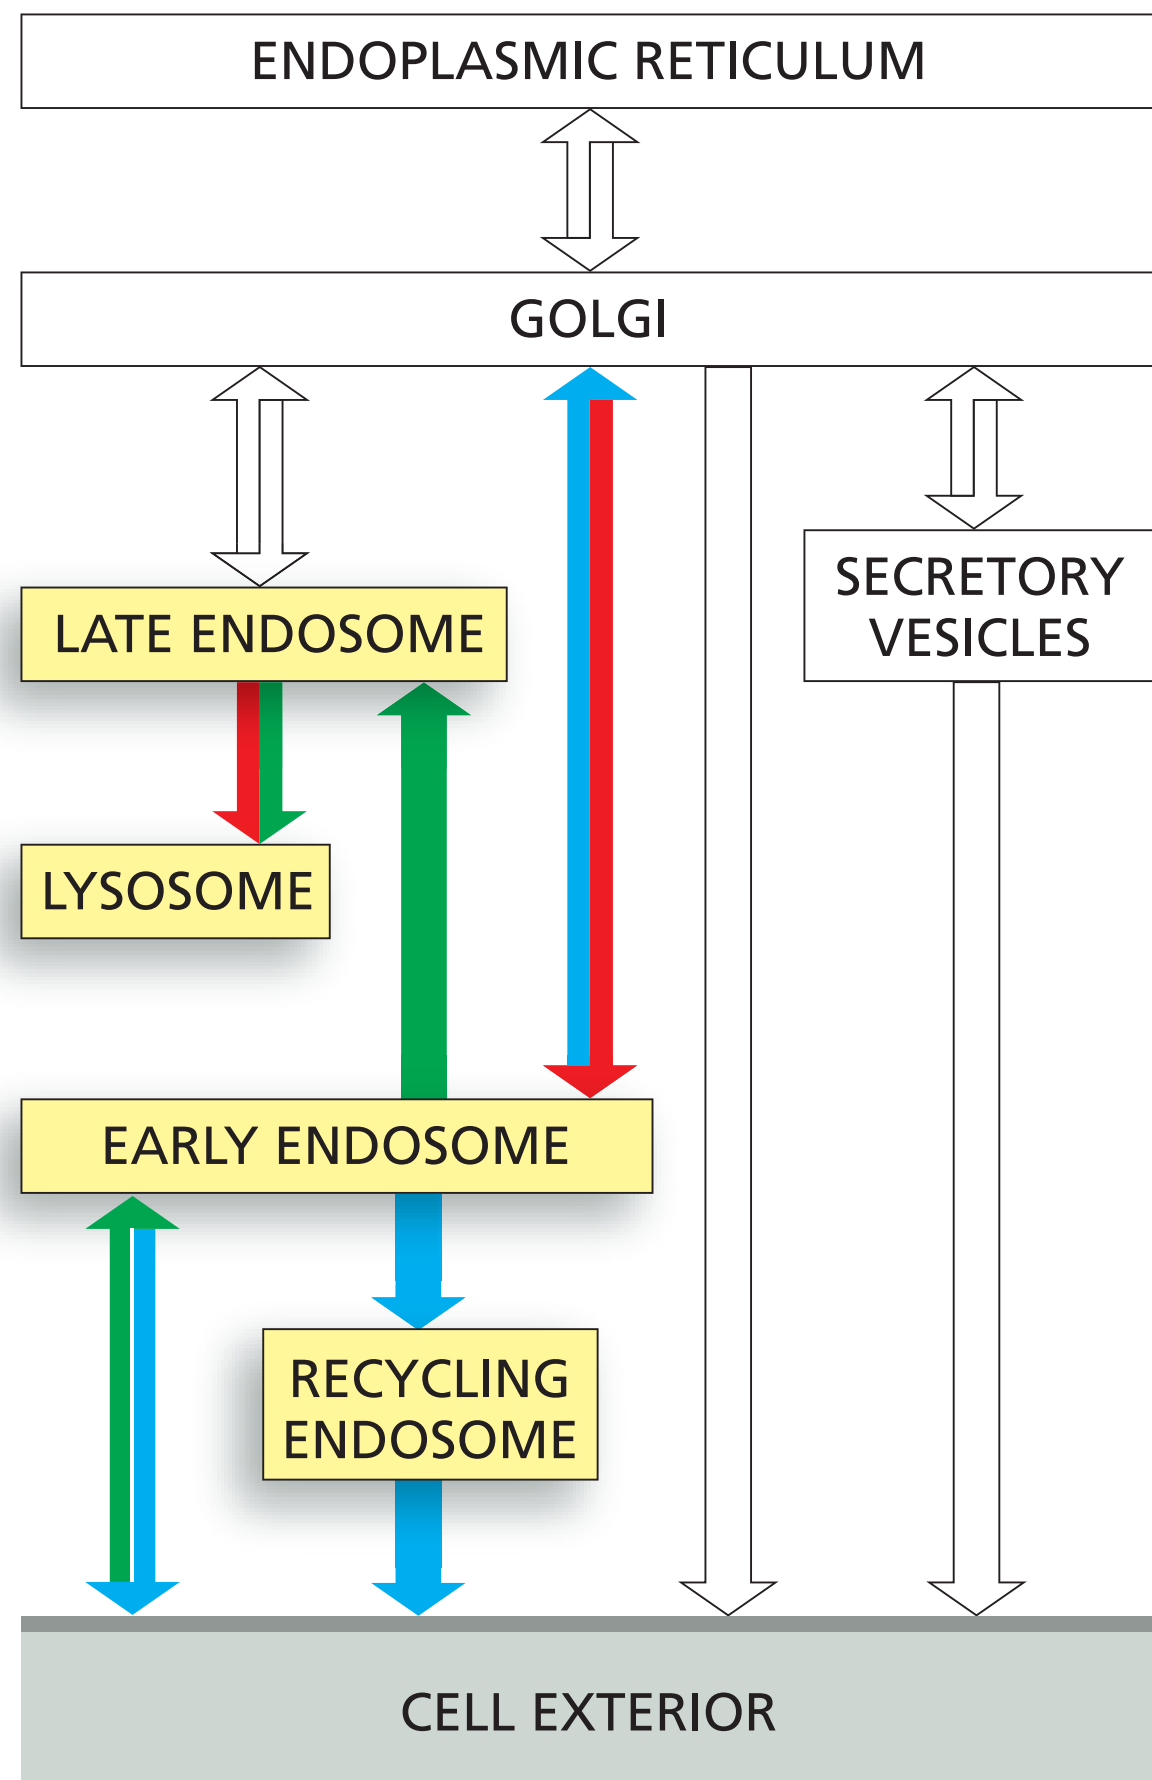 ENDOPLASMIC RETICULUM
GOLGI
LATE ENDOSOME
SECRETORY
VESICLES
LYSOSOME
EARLY ENDOSOME
RECYCLING
ENDOSOME
CELL EXTERIOR